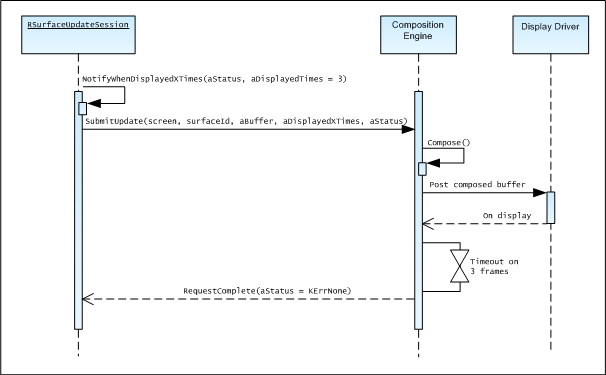 RSurfaceUpdateSession
Composition
Engine
Display Driver
NotifyWhenDisplayedXTimes(aStatus, aDisplayedTimes = 3)
SubmitUpdate(screen, surfaceId, aBuffer, aDisplayedXTimes, aStatus)
Compose()
Post composed buffer
On display
Timeout on
3 frames
RequestComplete(aStatus = KErrNone)